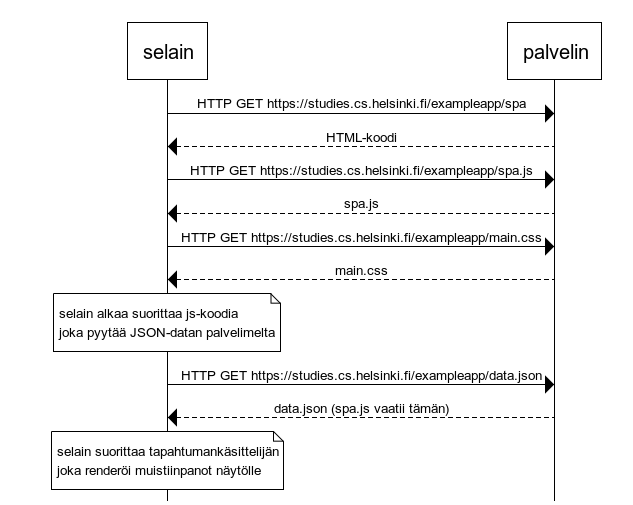 selain
palvelin
HTTP GET https://studies.cs.helsinki.fi/exampleapp/spa
HTML-koodi
HTTP GET https://studies.cs.helsinki.fi/exampleapp/spa.js
spa.js
HTTP GET https://studies.cs.helsinki.fi/exampleapp/main.css
main.css
selain alkaa suorittaa js-koodia
joka pyytää JSON-datan palvelimelta
HTTP GET https://studies.cs.helsinki.fi/exampleapp/data.json
data.json (spa.js vaatii tämän)
selain suorittaa tapahtumankäsittelijän
joka renderöi muistiinpanot näytölle